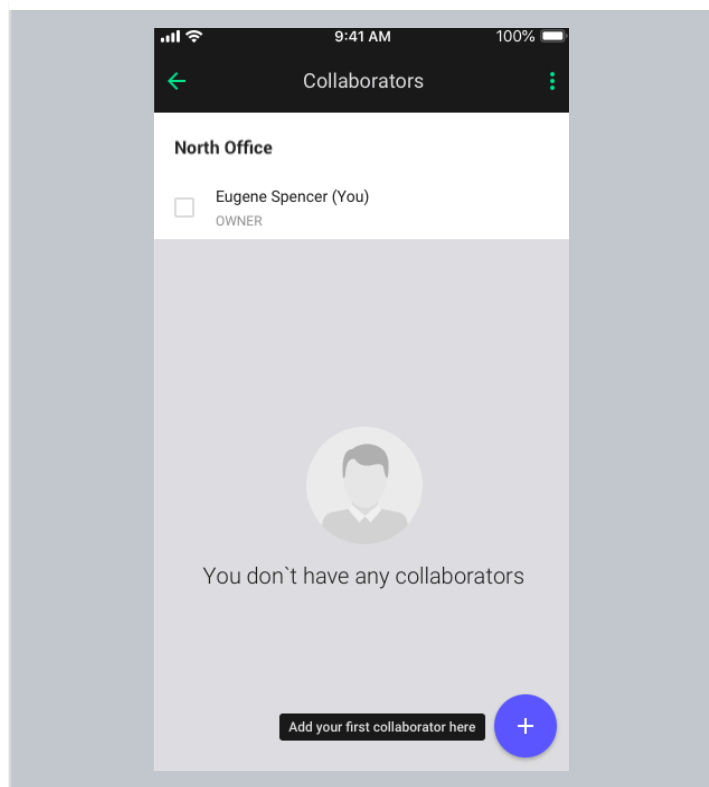 9:41 AM 100%
Collaborators
North Office
Eugene Spencer (You)
OWNER
You don`t have any collaborators
Add your first collaborator here